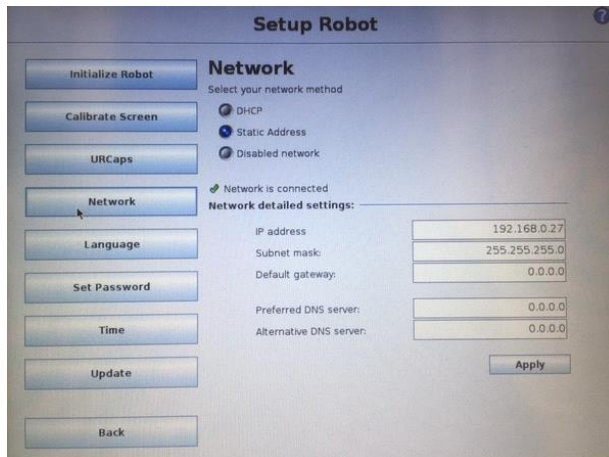 Setup Robot
?
Initialize Robot
Calibrate Screen
URCaps
Network
Language
Set Password
Time
Update
Back
Network
Select your network method
DHCP
Static Address
Disabled network
Network is connected
Network detailed settings:
IP address 192.168.0.27
Subnet mask: 255.255.255.0
Default gateway: 0.0.0.0
Preferred DNS server: 0.0.0.0
Alternative DNS server: 0.0.0.0
Apply